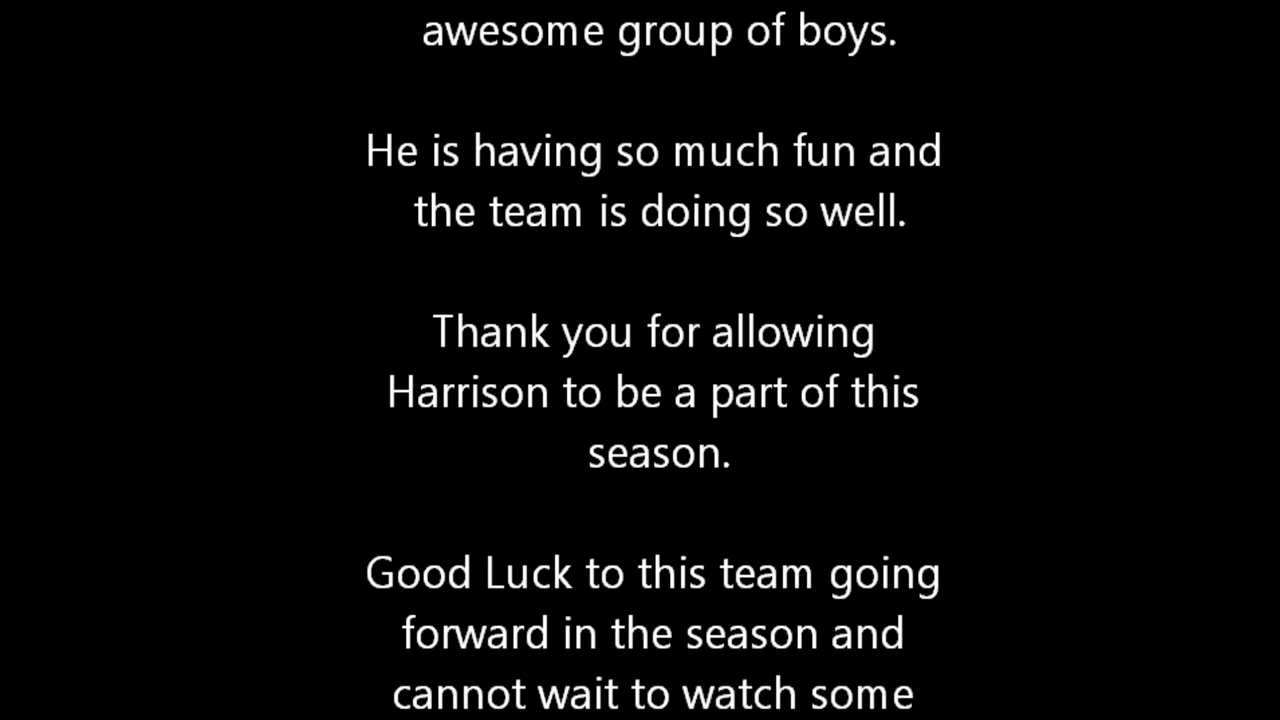 awesome group of boys.
He is having so much fun and
the team is doing so well.
Thank you for allowing
Harrison to be a part of this
season.
Good Luck to this team going
forward in the season and
cannot wait to watch some